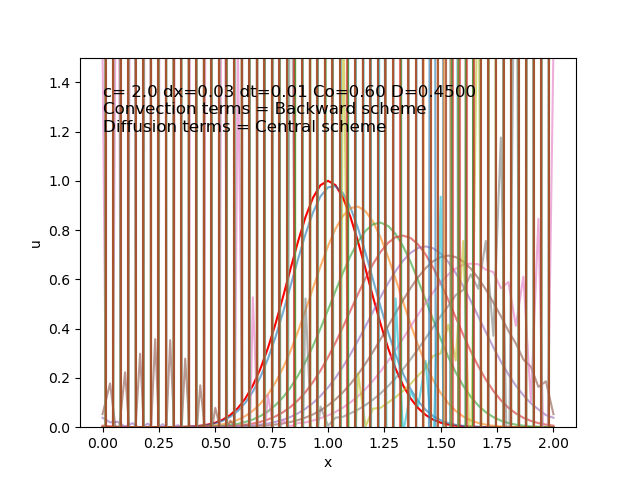 c= 2.0 dx=0.03 dt=0.01 Co=0.60 D=0.4500
Convection terms = Backward scheme
Diffusion terms = Central scheme
1.4
1.2
1.0
0.8
0.6
0.4
0.2
0.0
u
0.00 0.25 0.50 0.75 1.00 1.25 1.50 1.75 2.00
x